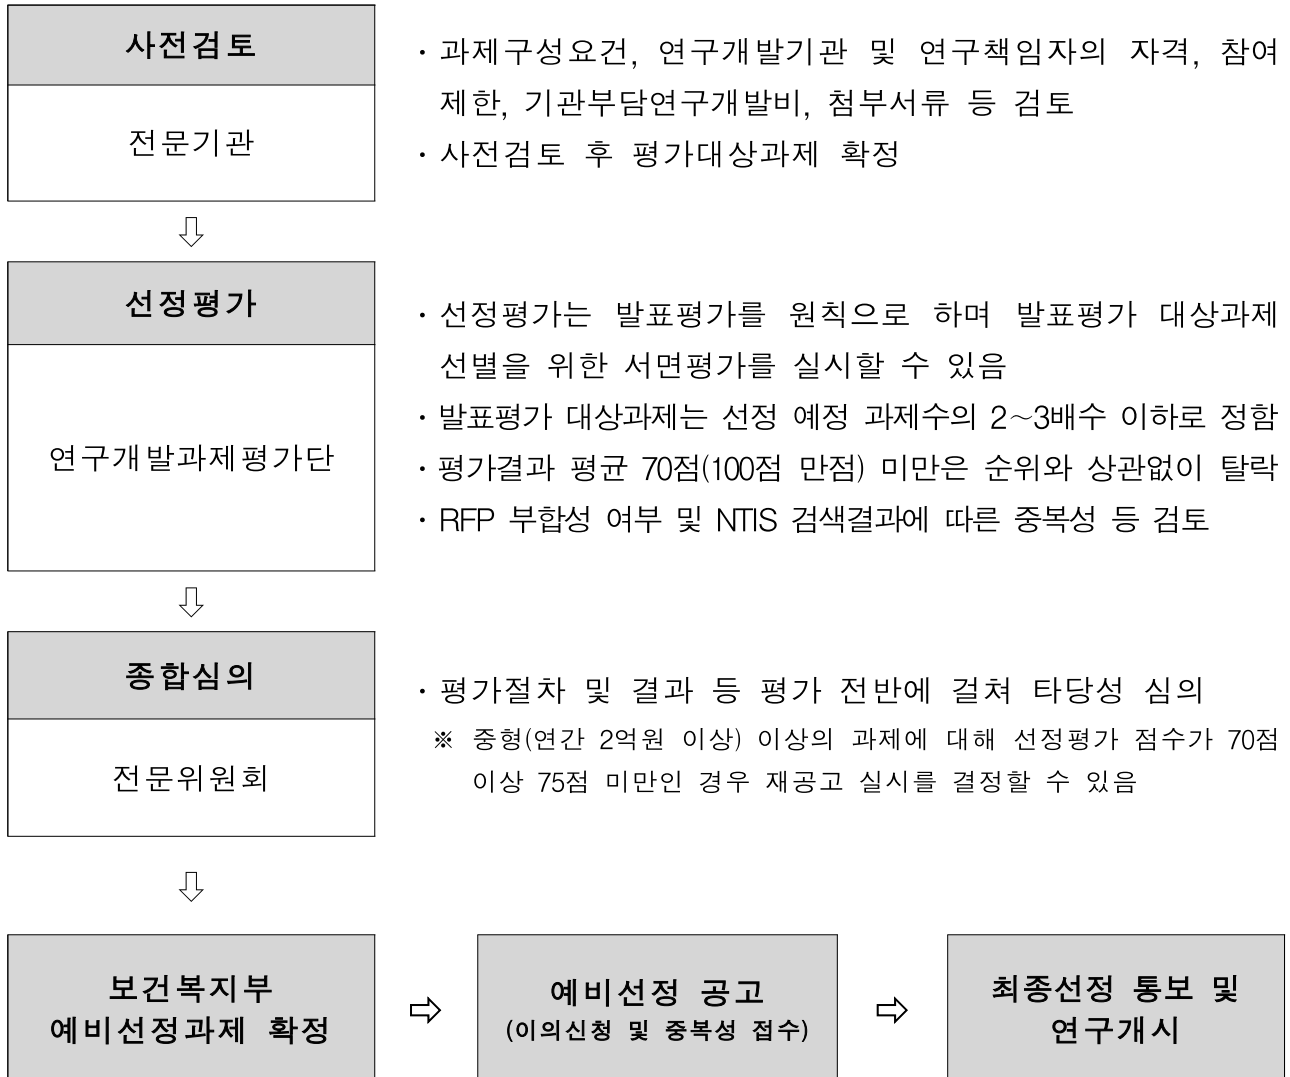 사전검토
전문기관
· 과제구성요건, 연구개발기관 및 연구책임자의 자격, 참여
제한, 기관부담연구개발비, 첨부서류 등 검토
· 사전검토 후 평가대상과제 확정
⇩
선정평가
연구개발과제평가단
· 선정평가는 발표평가를 원칙으로 하며 발표평가 대상과제
선별을 위한 서면평가를 실시할 수 있음
· 발표평가 대상과제는 선정 예정 과제수의 2~3배수 이하로 정함
· 평가결과 평균 70점(100점 만점) 미만은 순위와 상관없이 탈락
· RFP 부합성 여부 및 NTIS 검색결과에 따른 중복성 등 검토
⇩
종합심의
전문위원회
· 평가절차 및 결과 등 평가 전반에 걸쳐 타당성 심의
※ 중형(연간 2억원 이상) 이상의 과제에 대해 선정평가 점수가 70점
이상 75점 미만인 경우 재공고 실시를 결정할 수 있음
⇩
보건복지부
예비선정과제 확정
⇨
예비선정 공고
(이의신청 및 중복성 접수)
⇨
최종선정 통보 및
연구개시